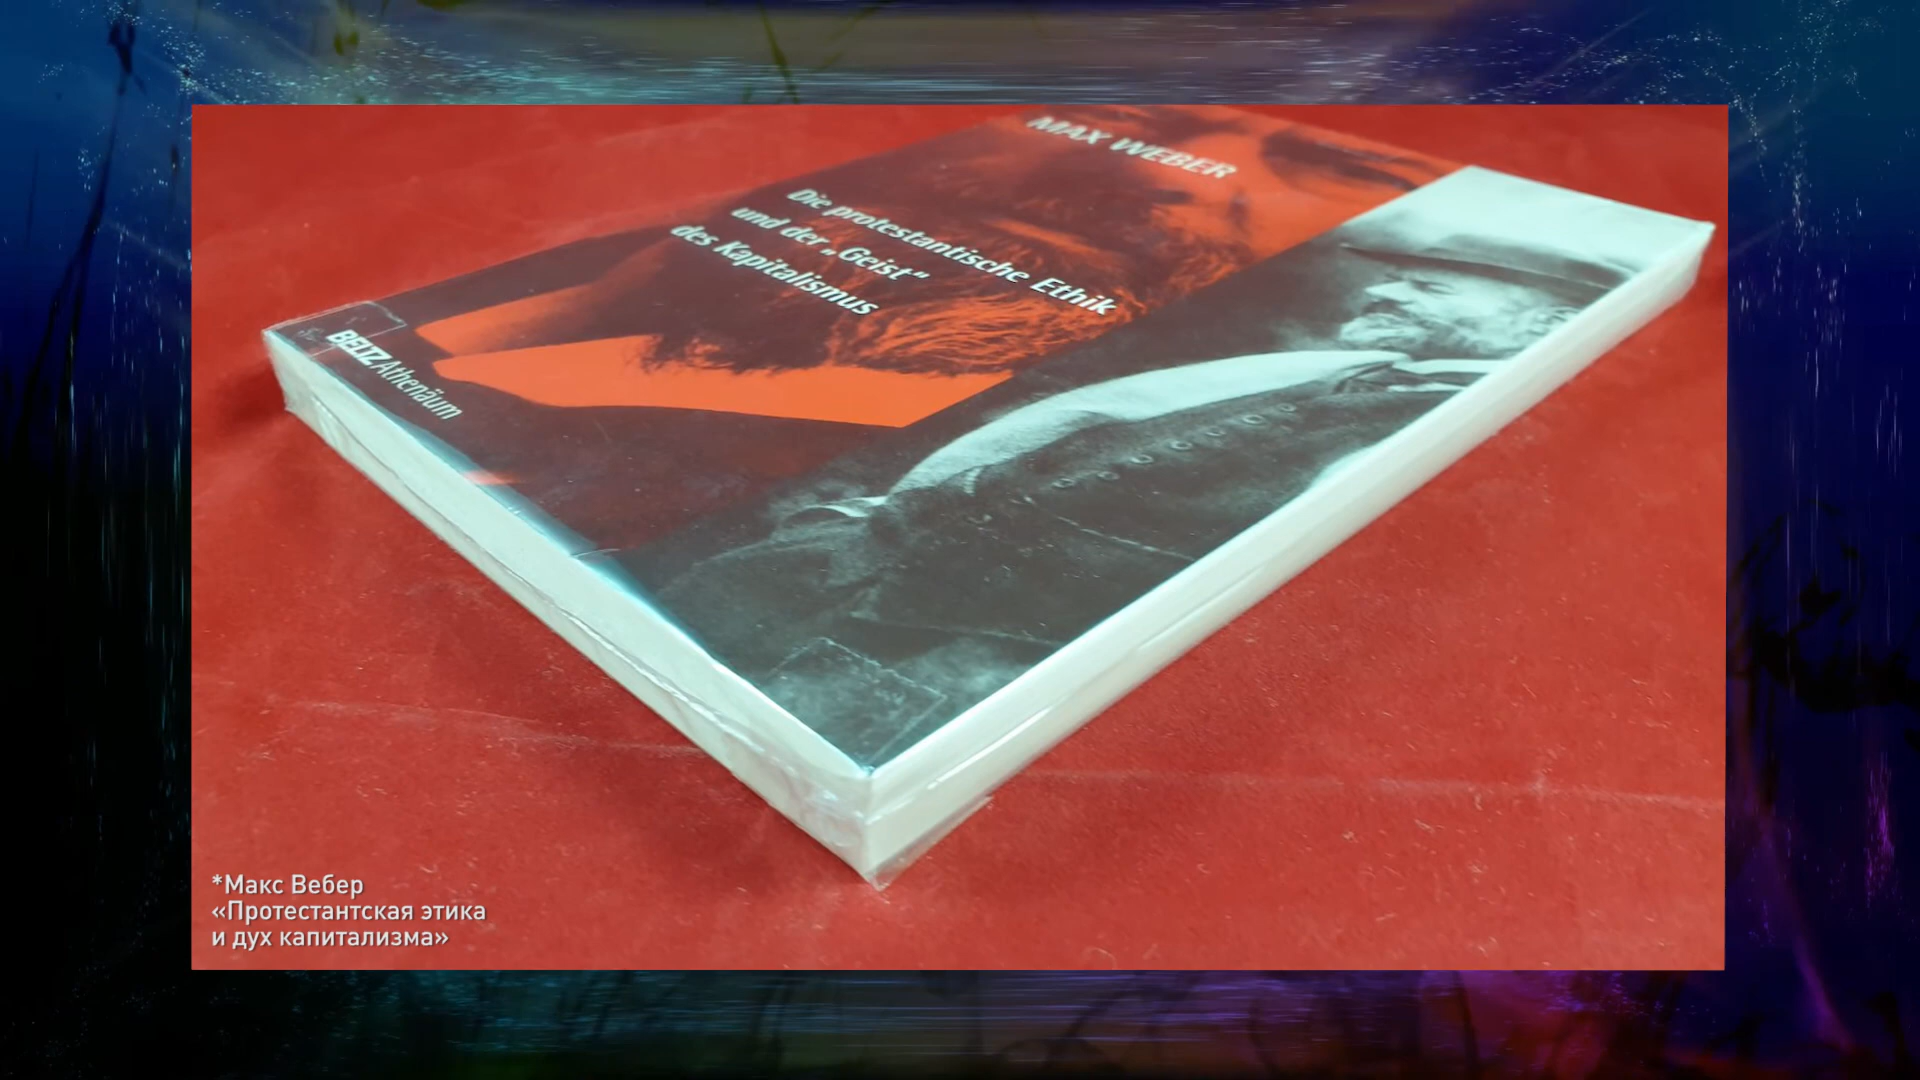 MAX WEBER
Die protestantische Ethik
und der „Geist“
des Kapitalismus
BELTZ Athenäum
*Макс Вебер
«Протестантская этика
и дух капитализма»